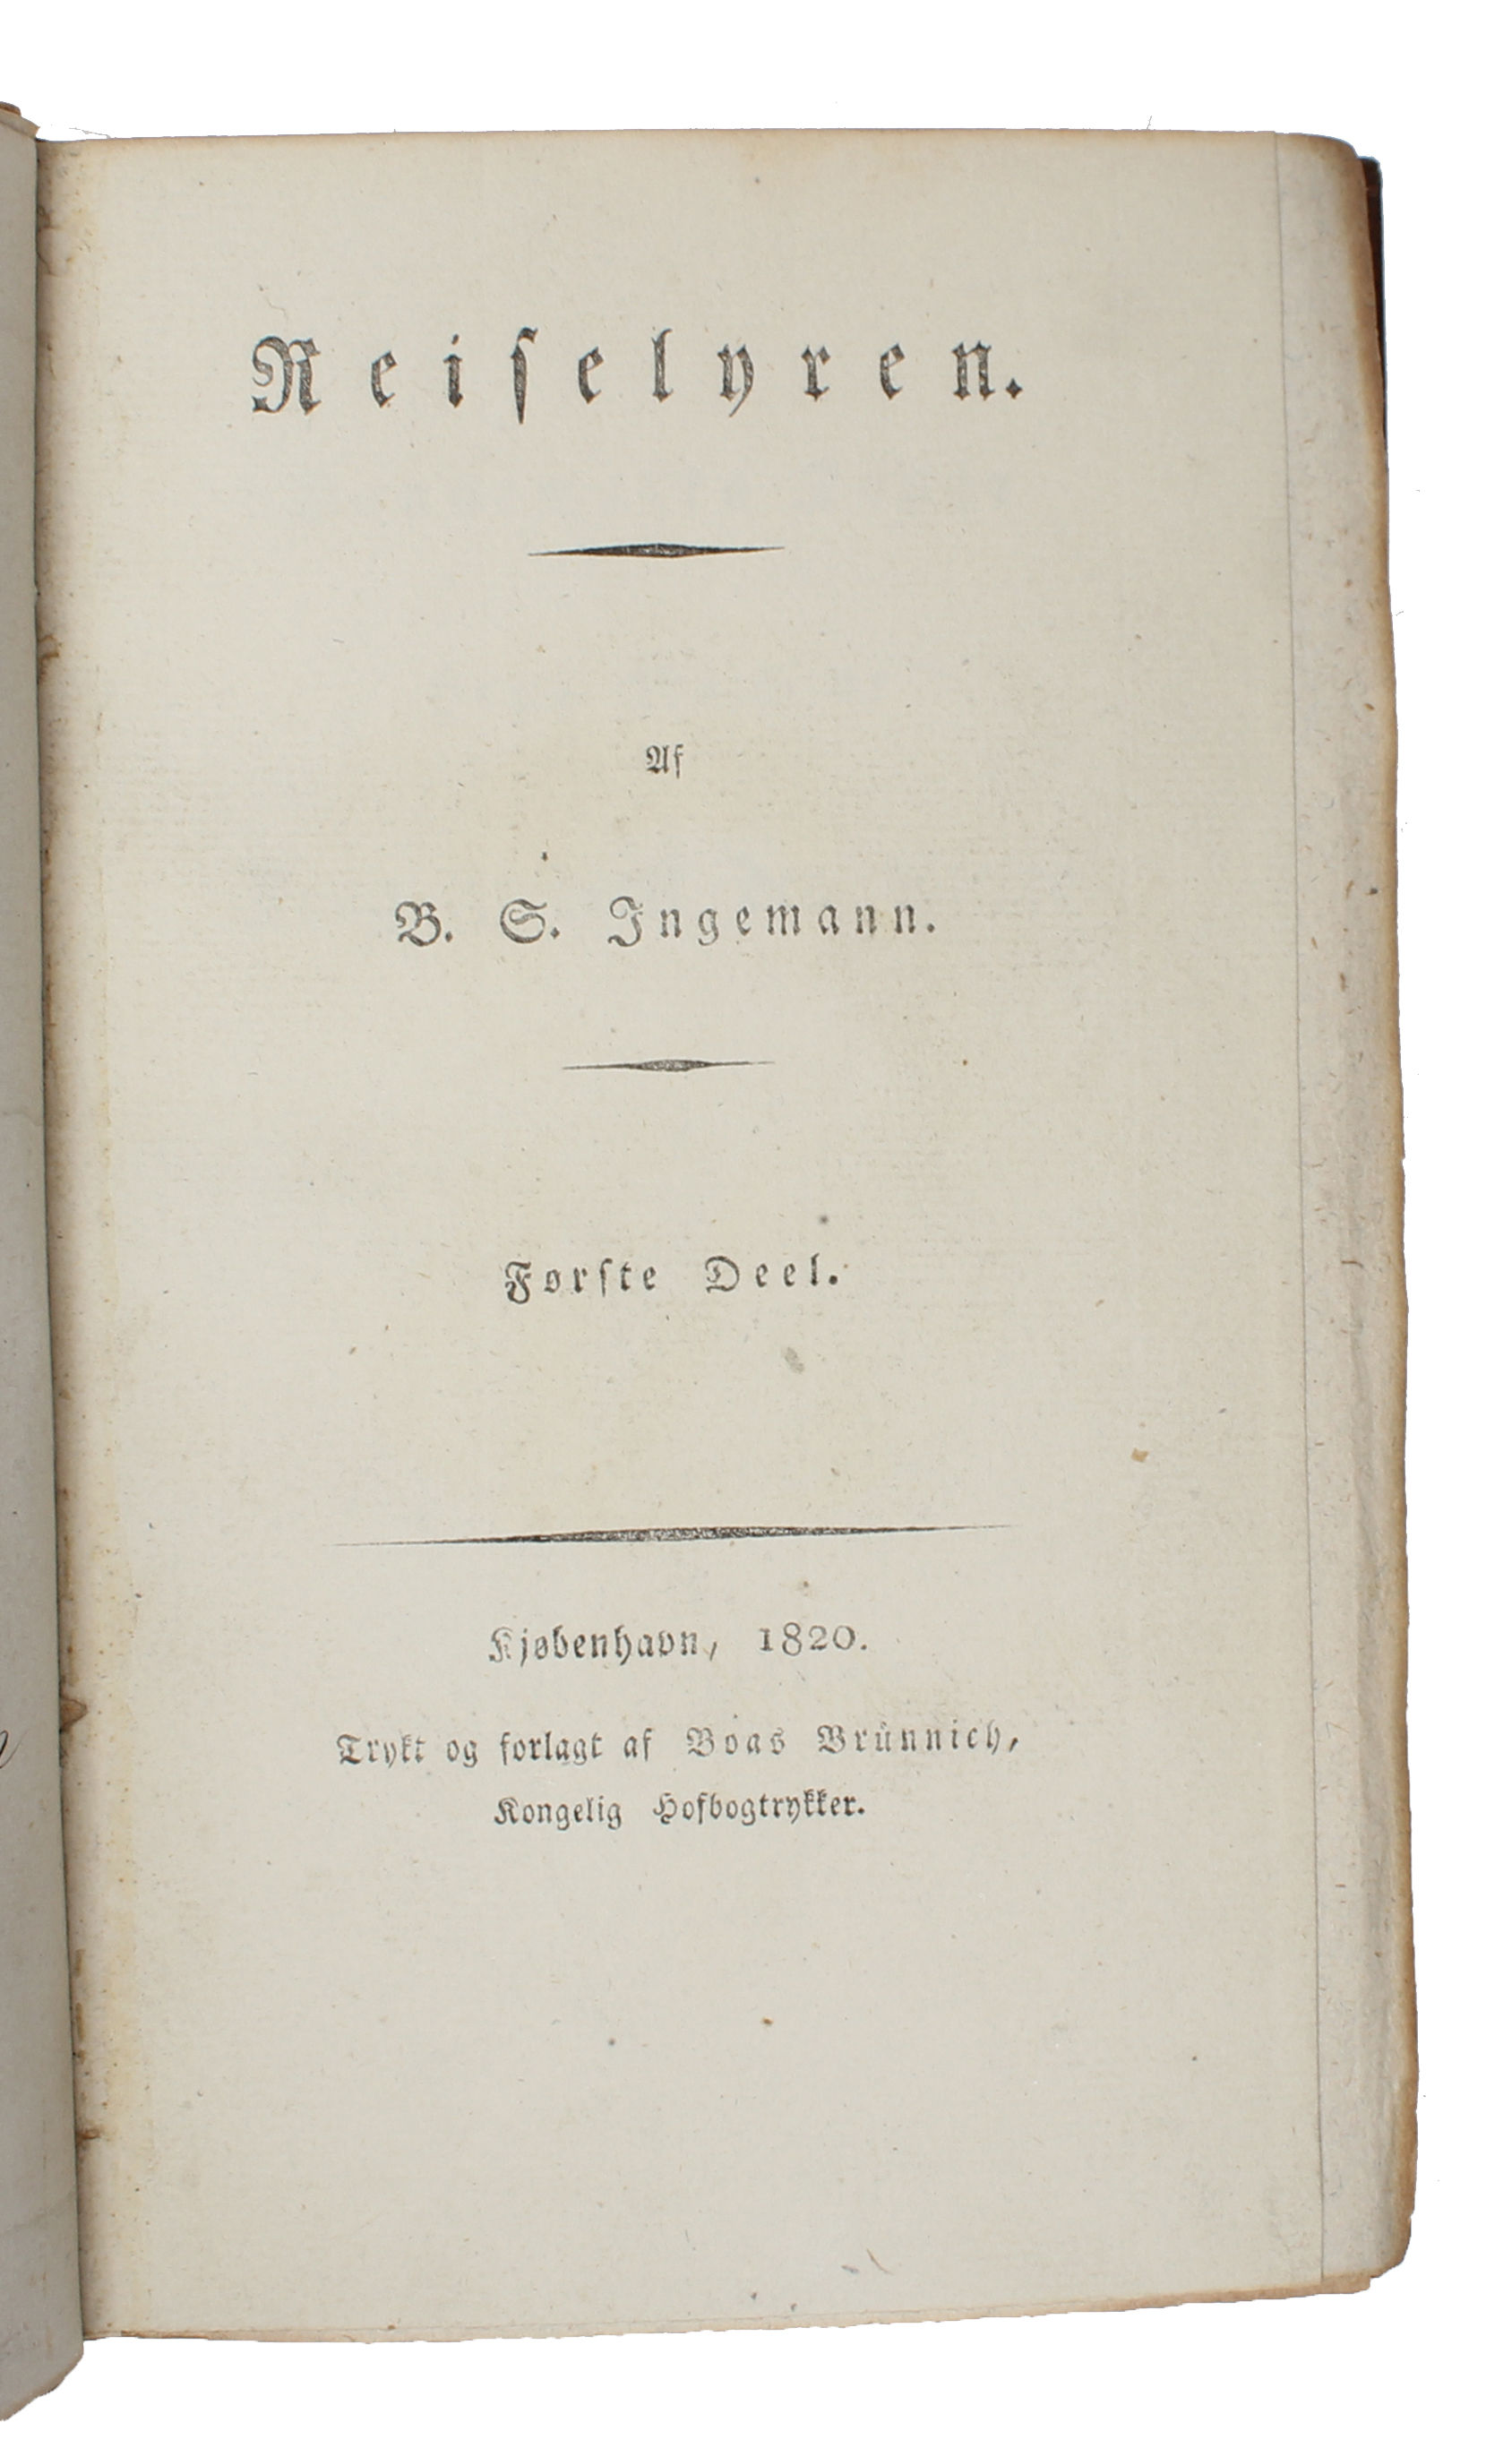 Reiselyren.
Af
B. S. Ingemann.
Første Deel.
Kjøbenhavn, 1820.
Trykt og forlagt af Boas Brünnich,
Kongelig Hofbogtrykker.